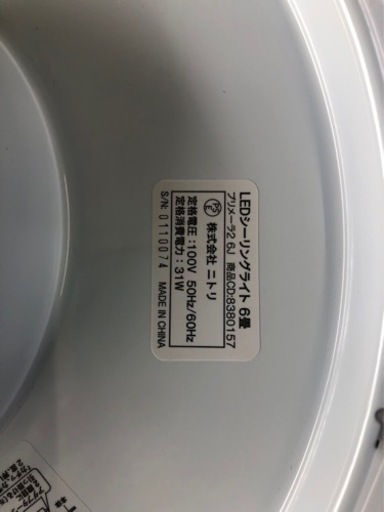 LEDシーリングライト 6畳
プリメーラ2 6J 商品CD:8380157
PSE 株式会社 ニトリ
定格電圧:100V 50Hz/60Hz
定格消費電力:31W
S/N: 0110074 MADE IN CHINA